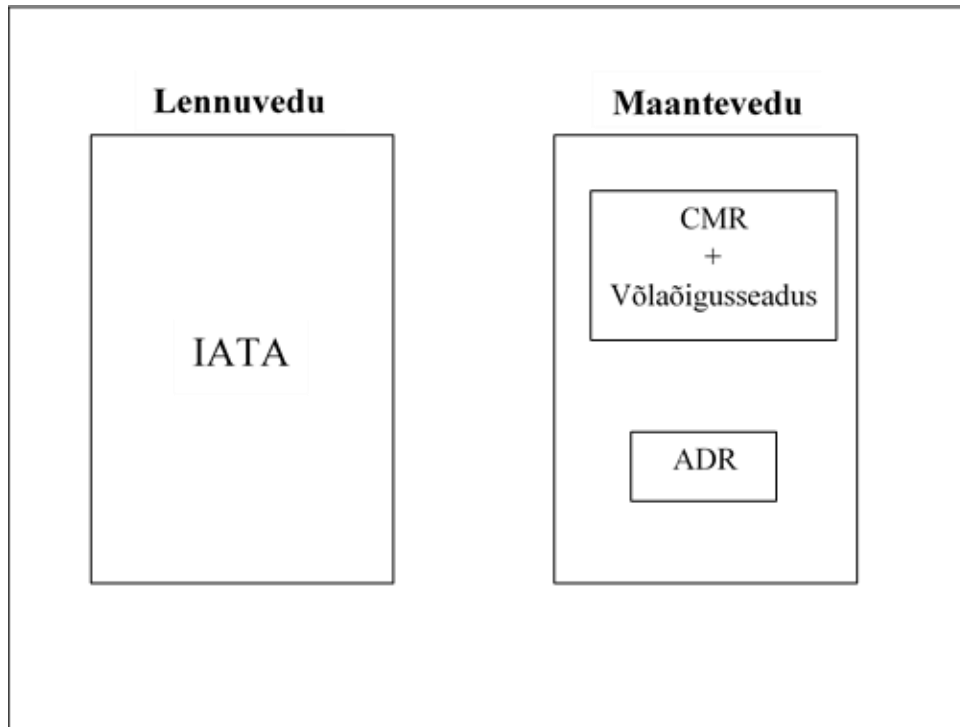 Lennuvedu
IATA
Maantevedu
CMR
+
Võlaõigusseadus
ADR